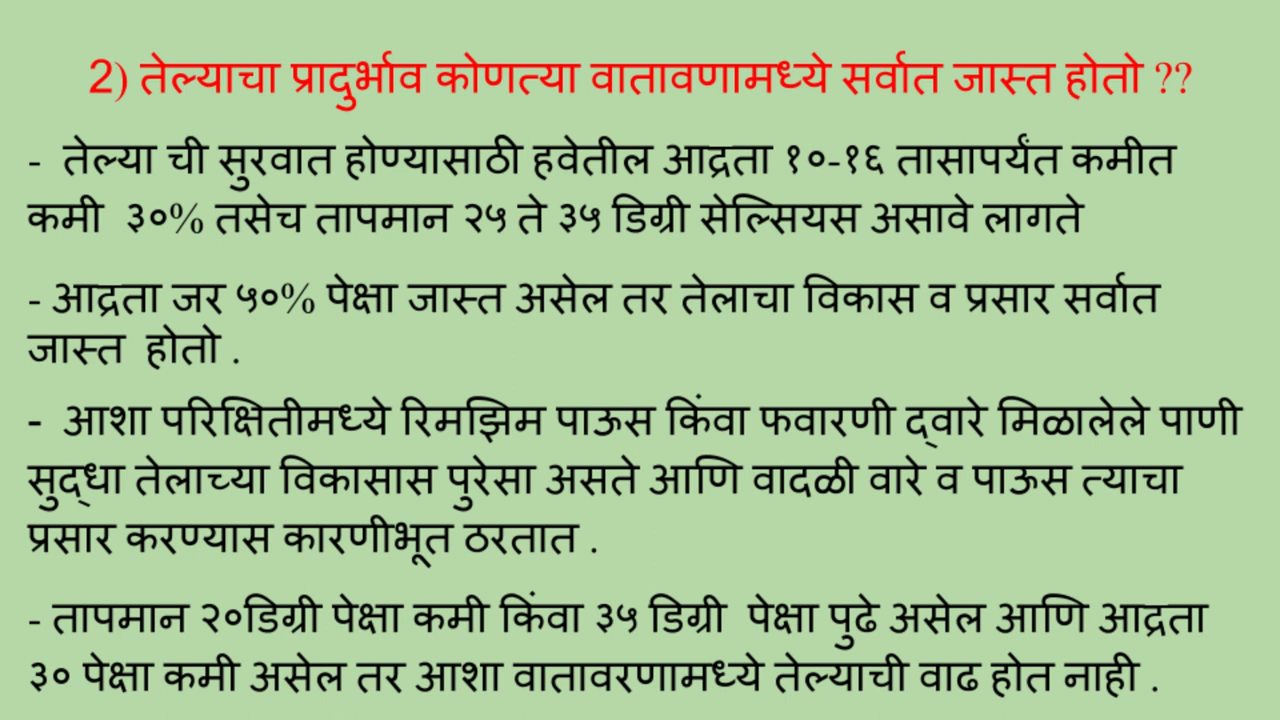 2) तेल्याचा प्रादुर्भाव कोणत्या वातावणामध्ये सर्वात जास्त होतो ??
- तेल्या ची सुरवात होण्यासाठी हवेतील आद्रता १०-१६ तासापर्यंत कमीत
कमी ३०% तसेच तापमान २५ ते ३५ डिग्री सेल्सियस असावे लागते
- आद्रता जर ५०% पेक्षा जास्त असेल तर तेलाचा विकास व प्रसार सर्वात
जास्त होतो .
- आशा परिक्षितीमध्ये रिमझिम पाऊस किंवा फवारणी द्वारे मिळालेले पाणी
सुद्धा तेलाच्या विकासास पुरेसा असते आणि वादळी वारे व पाऊस त्याचा
प्रसार करण्यास कारणीभूत ठरतात .
- तापमान २०डिग्री पेक्षा कमी किंवा ३५ डिग्री पेक्षा पुढे असेल आणि आद्रता
३० पेक्षा कमी असेल तर आशा वातावरणामध्ये तेल्याची वाढ होत नाही .